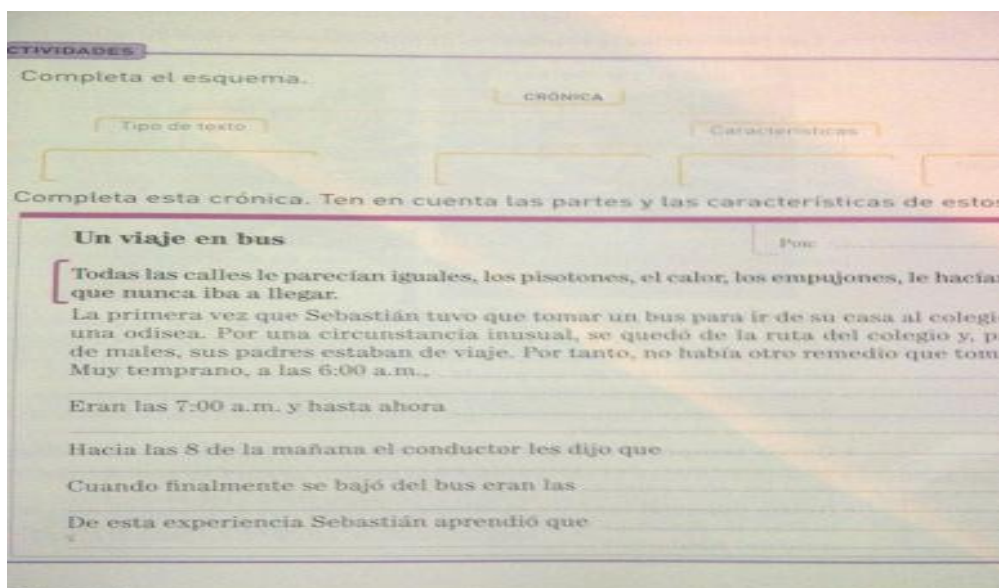 CTIVIDADES
Completa el esquema.
CRÓNICA
Tipo de texto
Características
Completa esta crónica. Ten en cuenta las partes y las características de estos
Un viaje en bus
Por:
Todas las calles le parecían iguales, los pisotones, el calor, los empujones, le hacían
que nunca iba a llegar.
La primera vez que Sebastián tuvo que tomar un bus para ir de su casa al colegio
una odisea. Por una circunstancia inusual, se quedó de la ruta del colegio y, p
de males, sus padres estaban de viaje. Por tanto, no había otro remedio que tom
Muy temprano, a las 6:00 a.m.,
Eran las 7:00 a.m. y hasta ahora
Hacia las 8 de la mañana el conductor les dijo que
Cuando finalmente se bajó del bus eran las
De esta experiencia Sebastián aprendió que